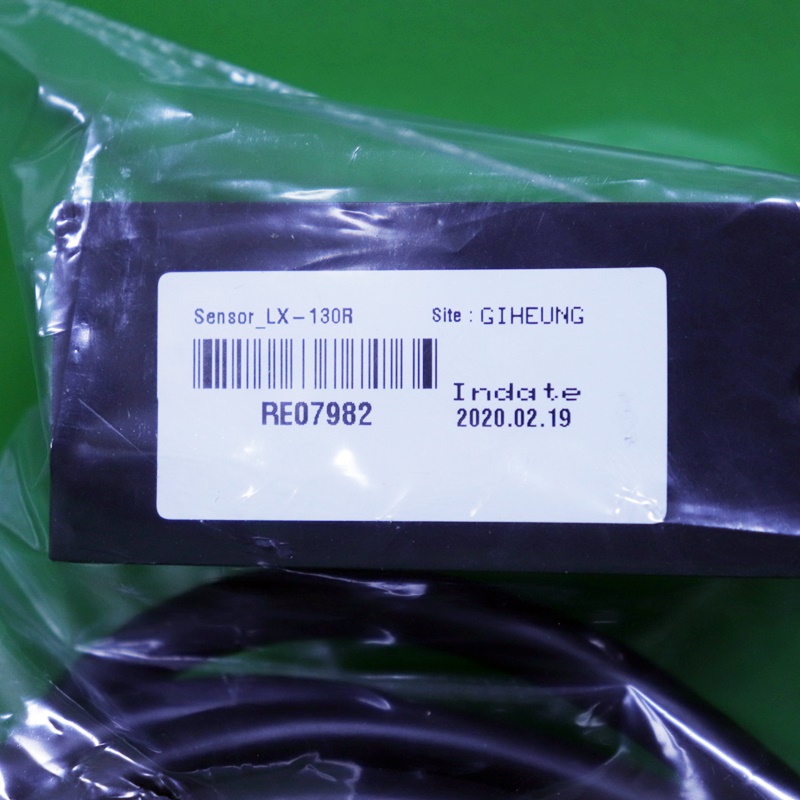 Sensor_LX-130R Site : GIHEUNG
RE07982
Indate
2020.02.19